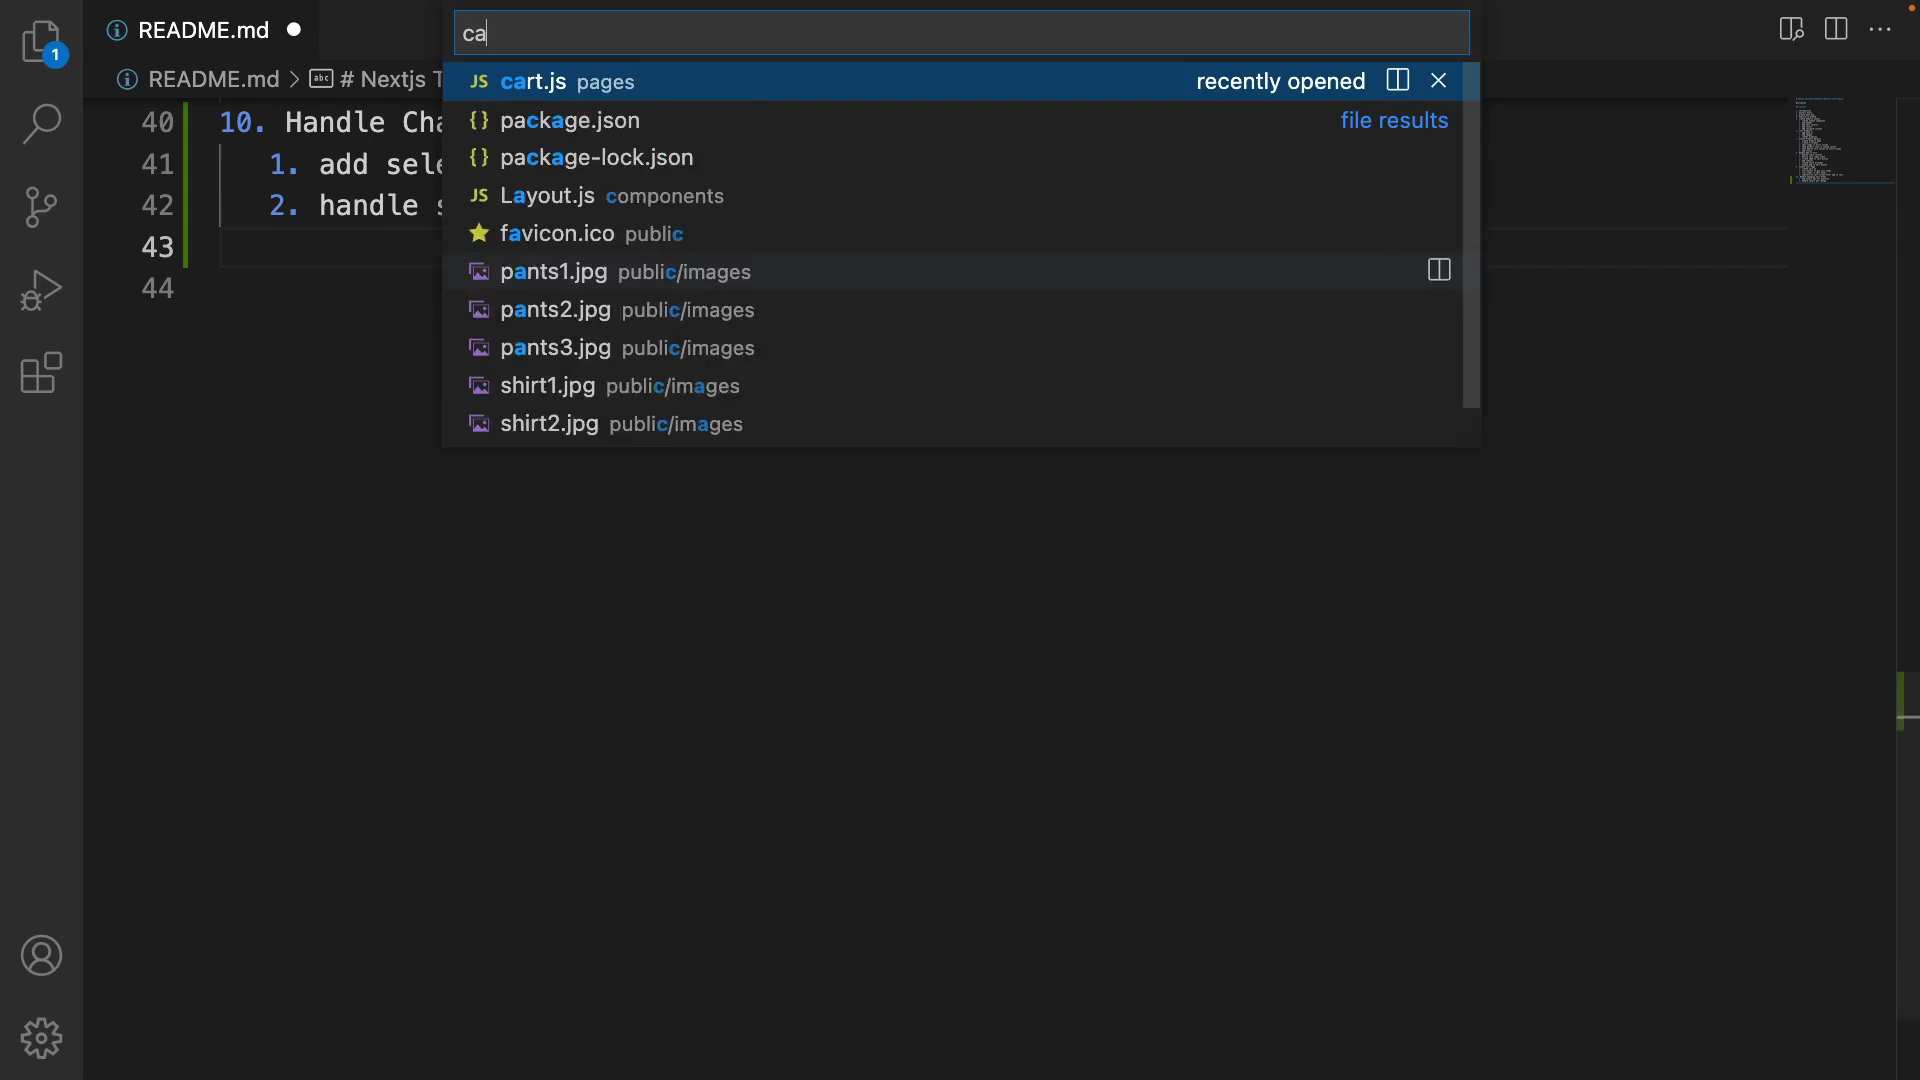 README.md
ca
1
README.md > abc # Nextjs T
JS cart.js pages recently opened
{} package.json file results
{} package-lock.json
JS Layout.js components
favicon.ico public
pants1.jpg public/images
pants2.jpg public/images
pants3.jpg public/images
shirt1.jpg public/images
shirt2.jpg public/images
40 10. Handle Cha
41 1. add sele
42 2. handle s
43
44